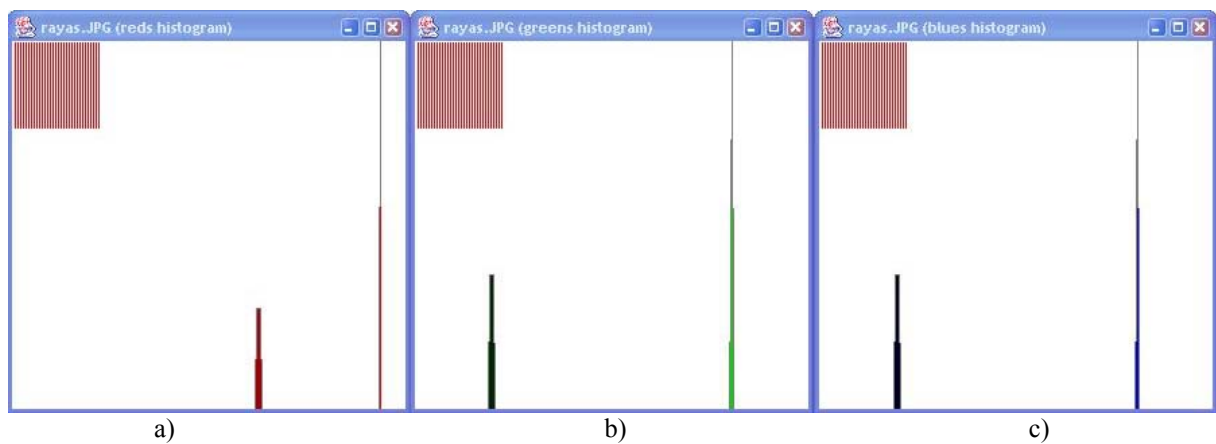 rayas.JPG (reds histogram)
rayas.JPG (greens histogram)
rayas.JPG (blues histogram)
a)
b)
c)